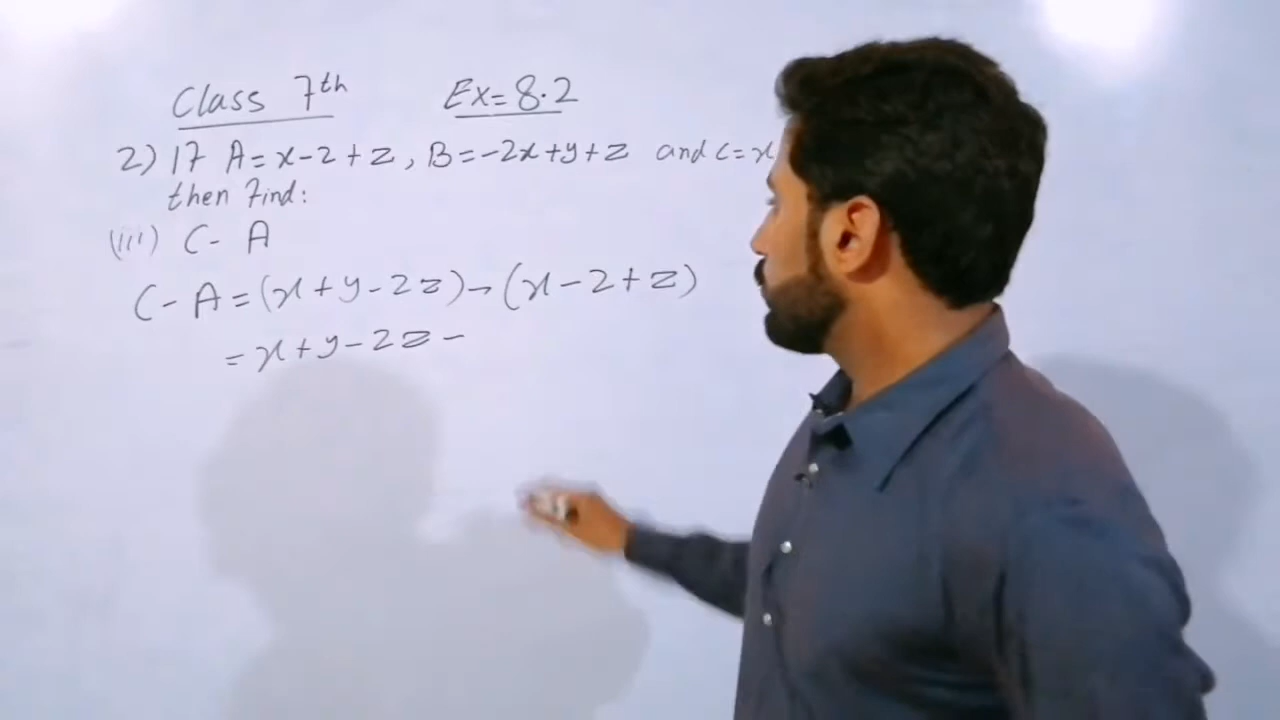 Class 7th Ex=8.2
2) If A=x-2+z, B=-2x+y+z and c=x
then Find:
(iii) C-A
C-A=(x+y-2z)-(x-2+z)
=x+y-2z-